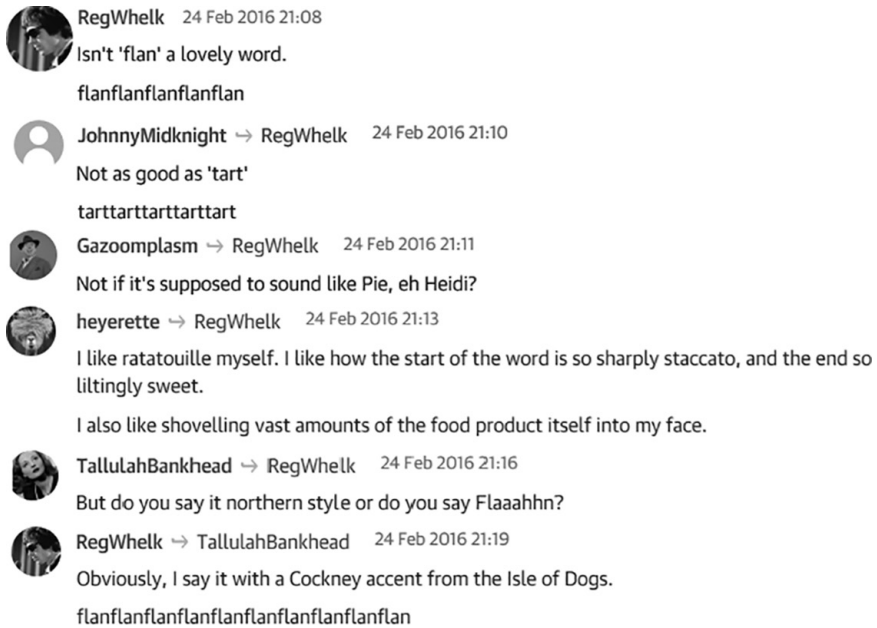 RegWhelk 24 Feb 2016 21:08
Isn't 'flan' a lovely word.
flanflanflanflanflan
JohnnyMidknight → RegWhelk 24 Feb 2016 21:10
Not as good as 'tart'
tarttarttarttarttart
Gazoomplasm → RegWhelk 24 Feb 2016 21:11
Not if it's supposed to sound like Pie, eh Heidi?
heyerette → RegWhelk 24 Feb 2016 21:13
I like ratatouille myself. I like how the start of the word is so sharply staccato, and the end so
liltingly sweet.
I also like shovelling vast amounts of the food product itself into my face.
TallulahBankhead → RegWhelk 24 Feb 2016 21:16
But do you say it northern style or do you say Flaaahhn?
RegWhelk → TallulahBankhead 24 Feb 2016 21:19
Obviously, I say it with a Cockney accent from the Isle of Dogs.
flanflanflanflanflanflanflanflanflanflan